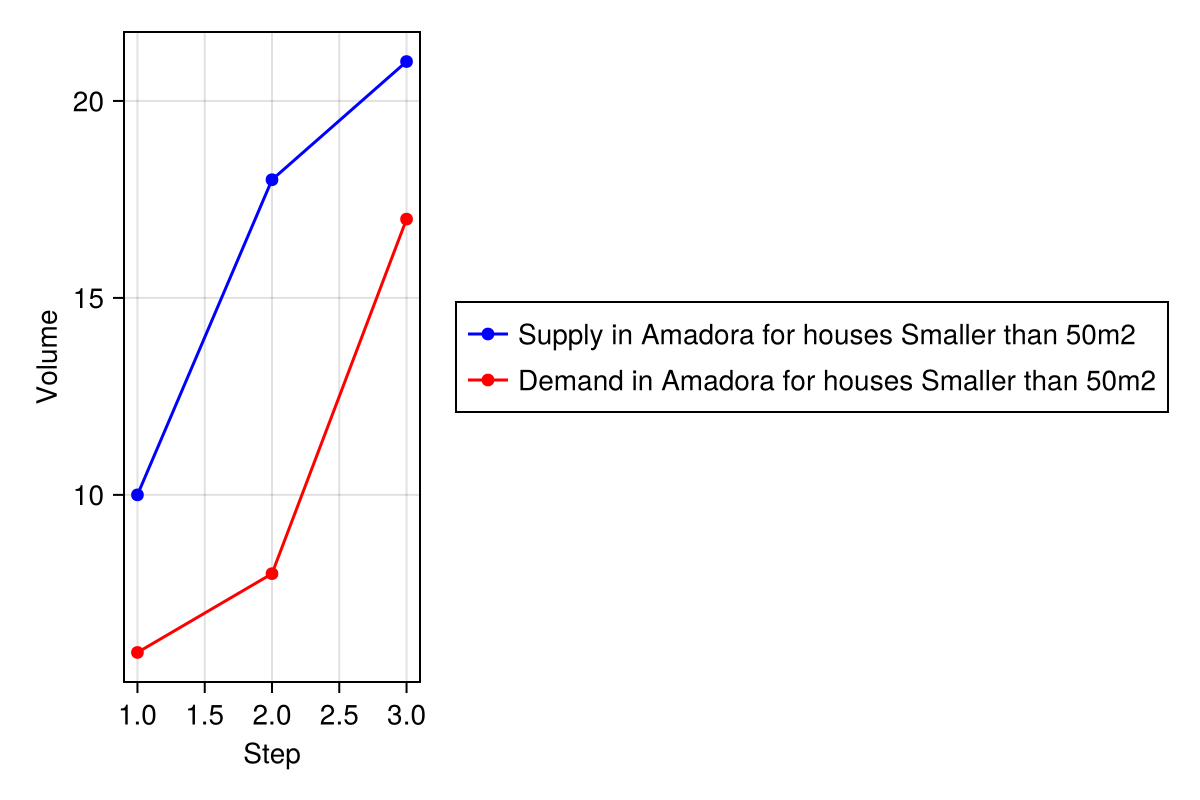 20
15
10
Volume
1.0 1.5 2.0 2.5 3.0
Step
Supply in Amadora for houses Smaller than 50m2
Demand in Amadora for houses Smaller than 50m2